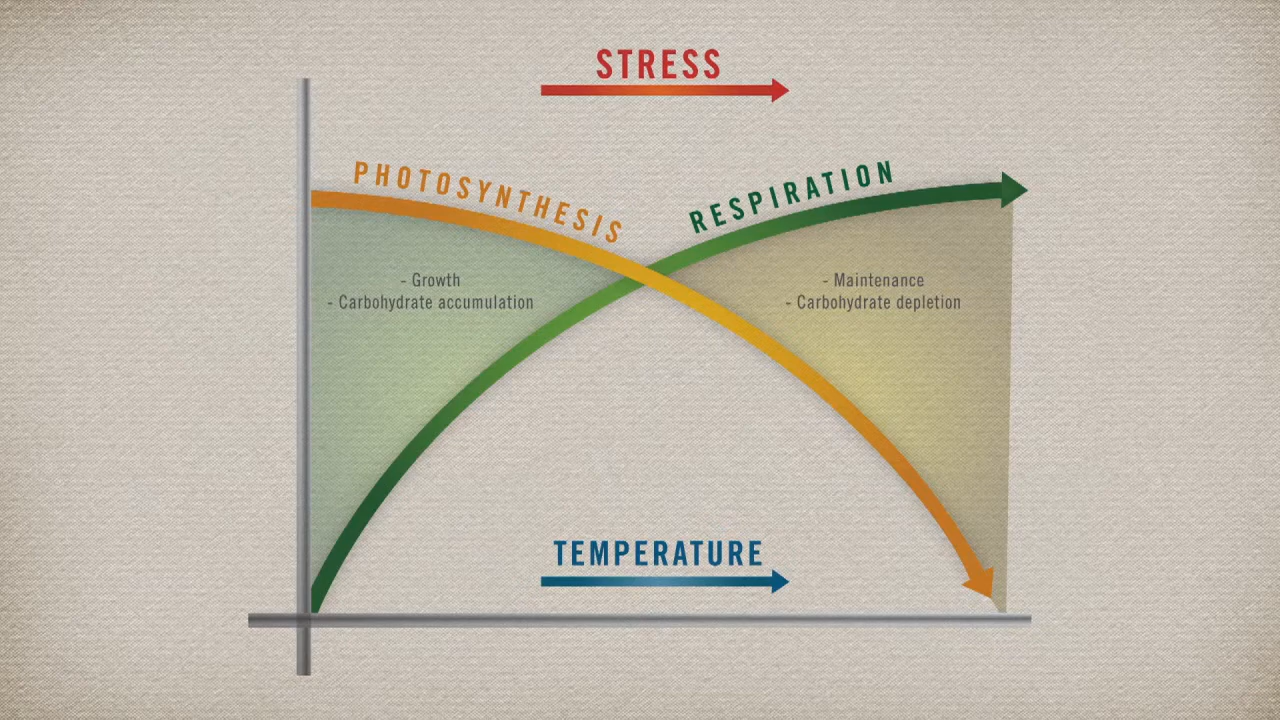 STRESS
PHOTOSYNTHESIS
RESPIRATION
- Growth
- Carbohydrate accumulation
- Maintenance
- Carbohydrate depletion
TEMPERATURE